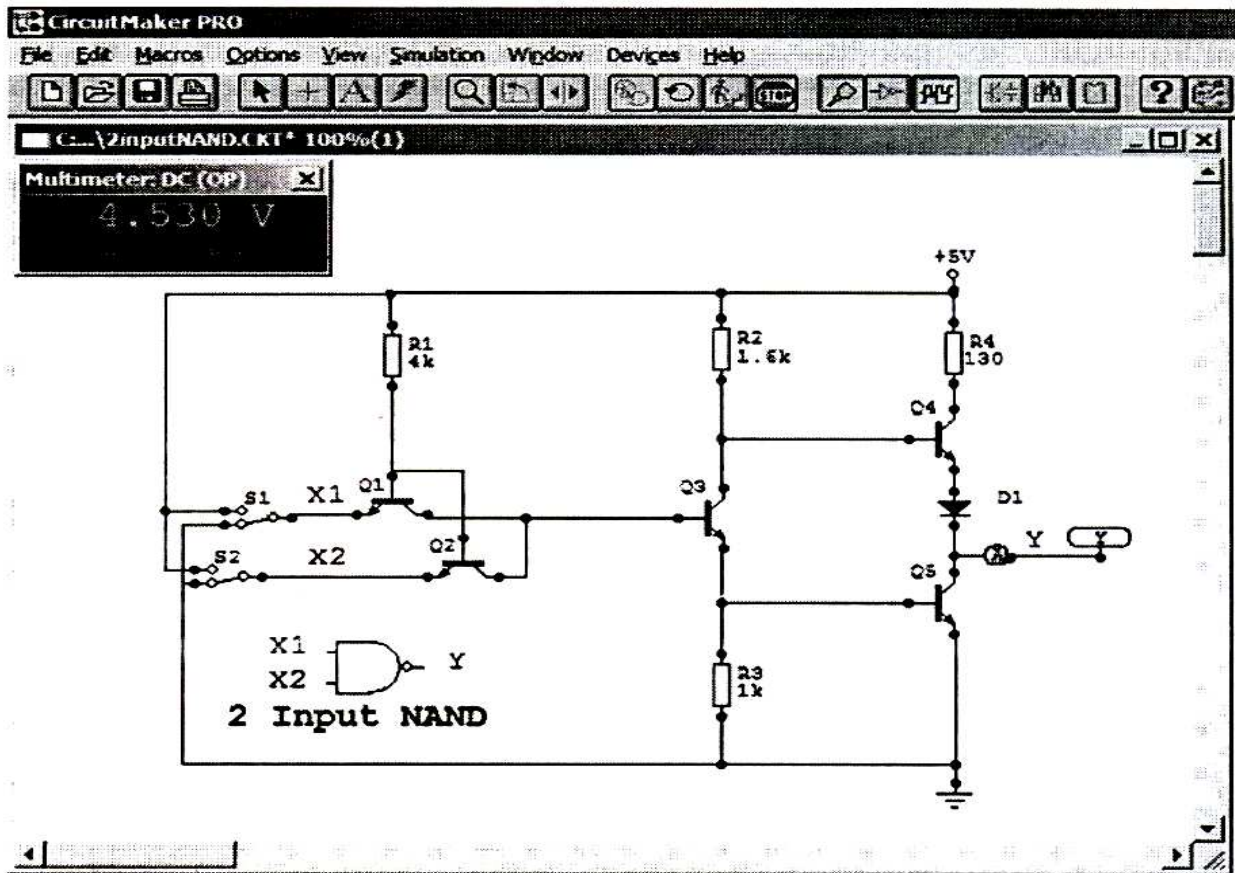 CircuitMaker PRO
File Edit Macros Options View Simulation Window Devices Help
A STOP ?
C:...\2inputNAND.CKT* 100%(1)
Multimeter: DC (OP)
4.530 V
+5V
R1
4k
R2
1.6k
R4
130
Q4
S1
X1
Q1
Q3
D1
S2
X2
Q2
Y
Y
Q5
X1
Y
X2
R3
1k
2 Input NAND